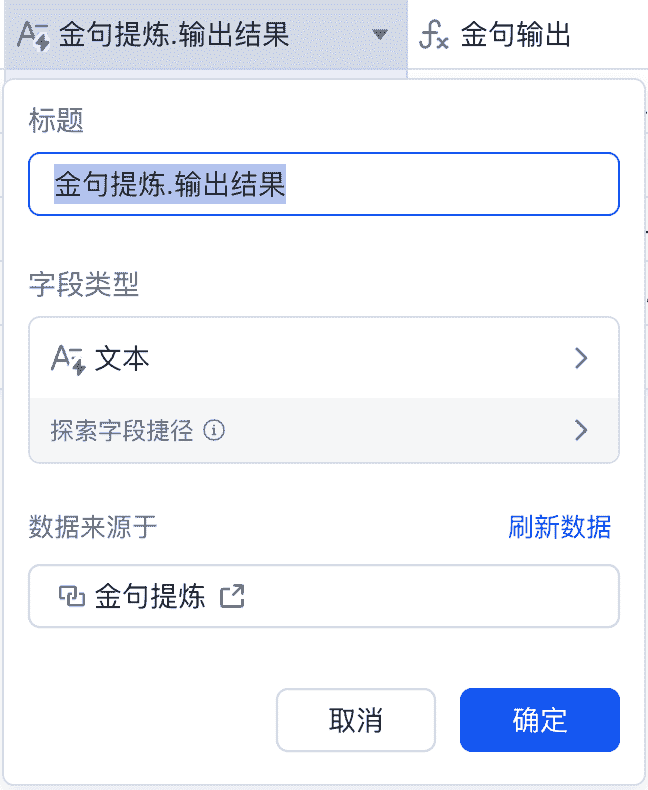 金句提炼.输出结果
金句输出
标题
金句提炼.输出结果
字段类型
文本
探索字段捷径
数据来源于
刷新数据
金句提炼
取消
确定